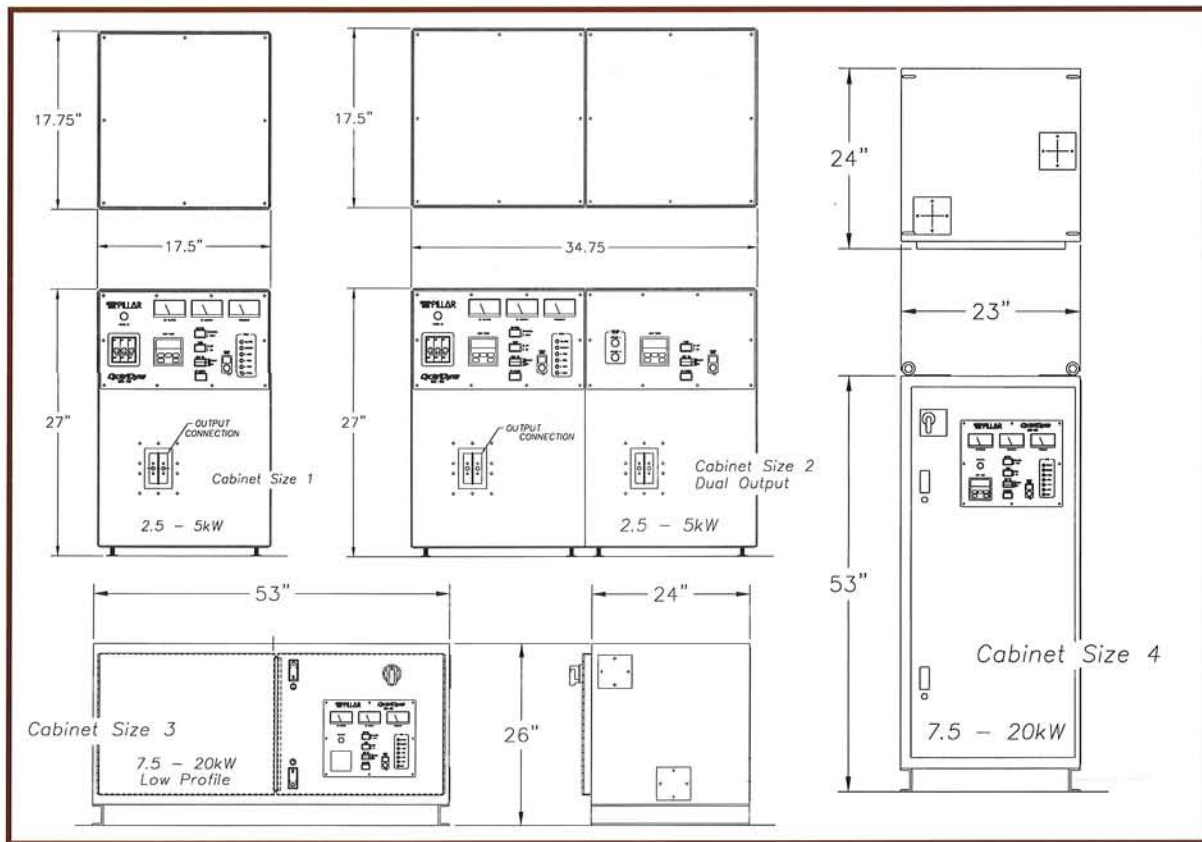 17.75"
17.5"
17.5"
34.75
24"
23"
27"
PILLAR
OUTPUT
CONNECTION
Cabinet Size 1
2.5 - 5kW
27"
PILLAR
OUTPUT
CONNECTION
Cabinet Size 2
Dual Output
2.5 - 5kW
53"
PILLAR
Cabinet Size 4
7.5 - 20kW
53"
24"
26"
Cabinet Size 3
7.5 - 20kW
Low Profile
PILLAR